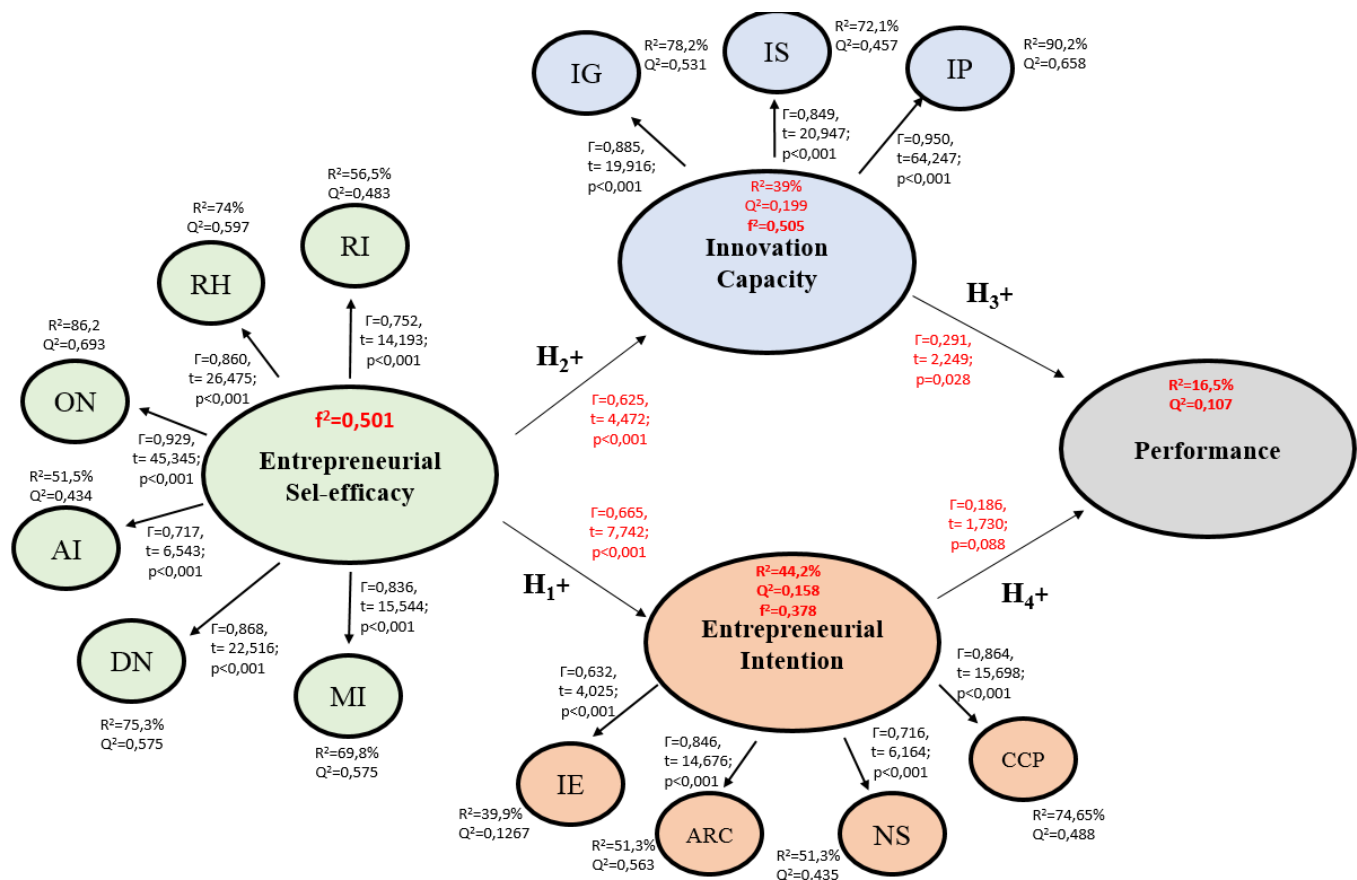 R²=78,2%
Q²=0,531
IG
R²=72,1%
Q²=0,457
IS
R²=90,2%
Q²=0,658
IP
Γ=0,885,
t= 19,916;
p<0,001
Γ=0,849,
t= 20,947;
p<0,001
Γ=0,950,
t=64,247;
p<0,001
R²=39%
Q²=0,199
f²=0,505
Innovation
Capacity
R²=56,5%
Q²=0,483
RI
R²=74%
Q²=0,597
RH
R²=86,2
Q²=0,693
ON
R²=51,5%
Q²=0,434
AI
DN
R²=75,3%
Q²=0,575
MI
R²=69,8%
Q²=0,575
Γ=0,752,
t= 14,193;
p<0,001
Γ=0,860,
t= 26,475;
p<0,001
Γ=0,929,
t= 45,345;
p<0,001
Γ=0,717,
t= 6,543;
p<0,001
Γ=0,868,
t= 22,516;
p<0,001
Γ=0,836,
t= 15,544;
p<0,001
f²=0,501
Entrepreneurial
Sel-efficacy
H₂+
Γ=0,625,
t= 4,472;
p<0,001
H₃+
Γ=0,291,
t= 2,249;
p=0,028
R²=16,5%
Q²=0,107
Performance
Γ=0,665,
t= 7,742;
p<0,001
H₁+
Γ=0,186,
t= 1,730;
p=0,088
H₄+
R²=44,2%
Q²=0,158
f²=0,378
Entrepreneurial
Intention
Γ=0,632,
t= 4,025;
p<0,001
Γ=0,846,
t= 14,676;
p<0,001
Γ=0,716,
t= 6,164;
p<0,001
Γ=0,864,
t= 15,698;
p<0,001
IE
R²=39,9%
Q²=0,1267
ARC
R²=51,3%
Q²=0,563
NS
R²=51,3%
Q²=0,435
CCP
R²=74,65%
Q²=0,488